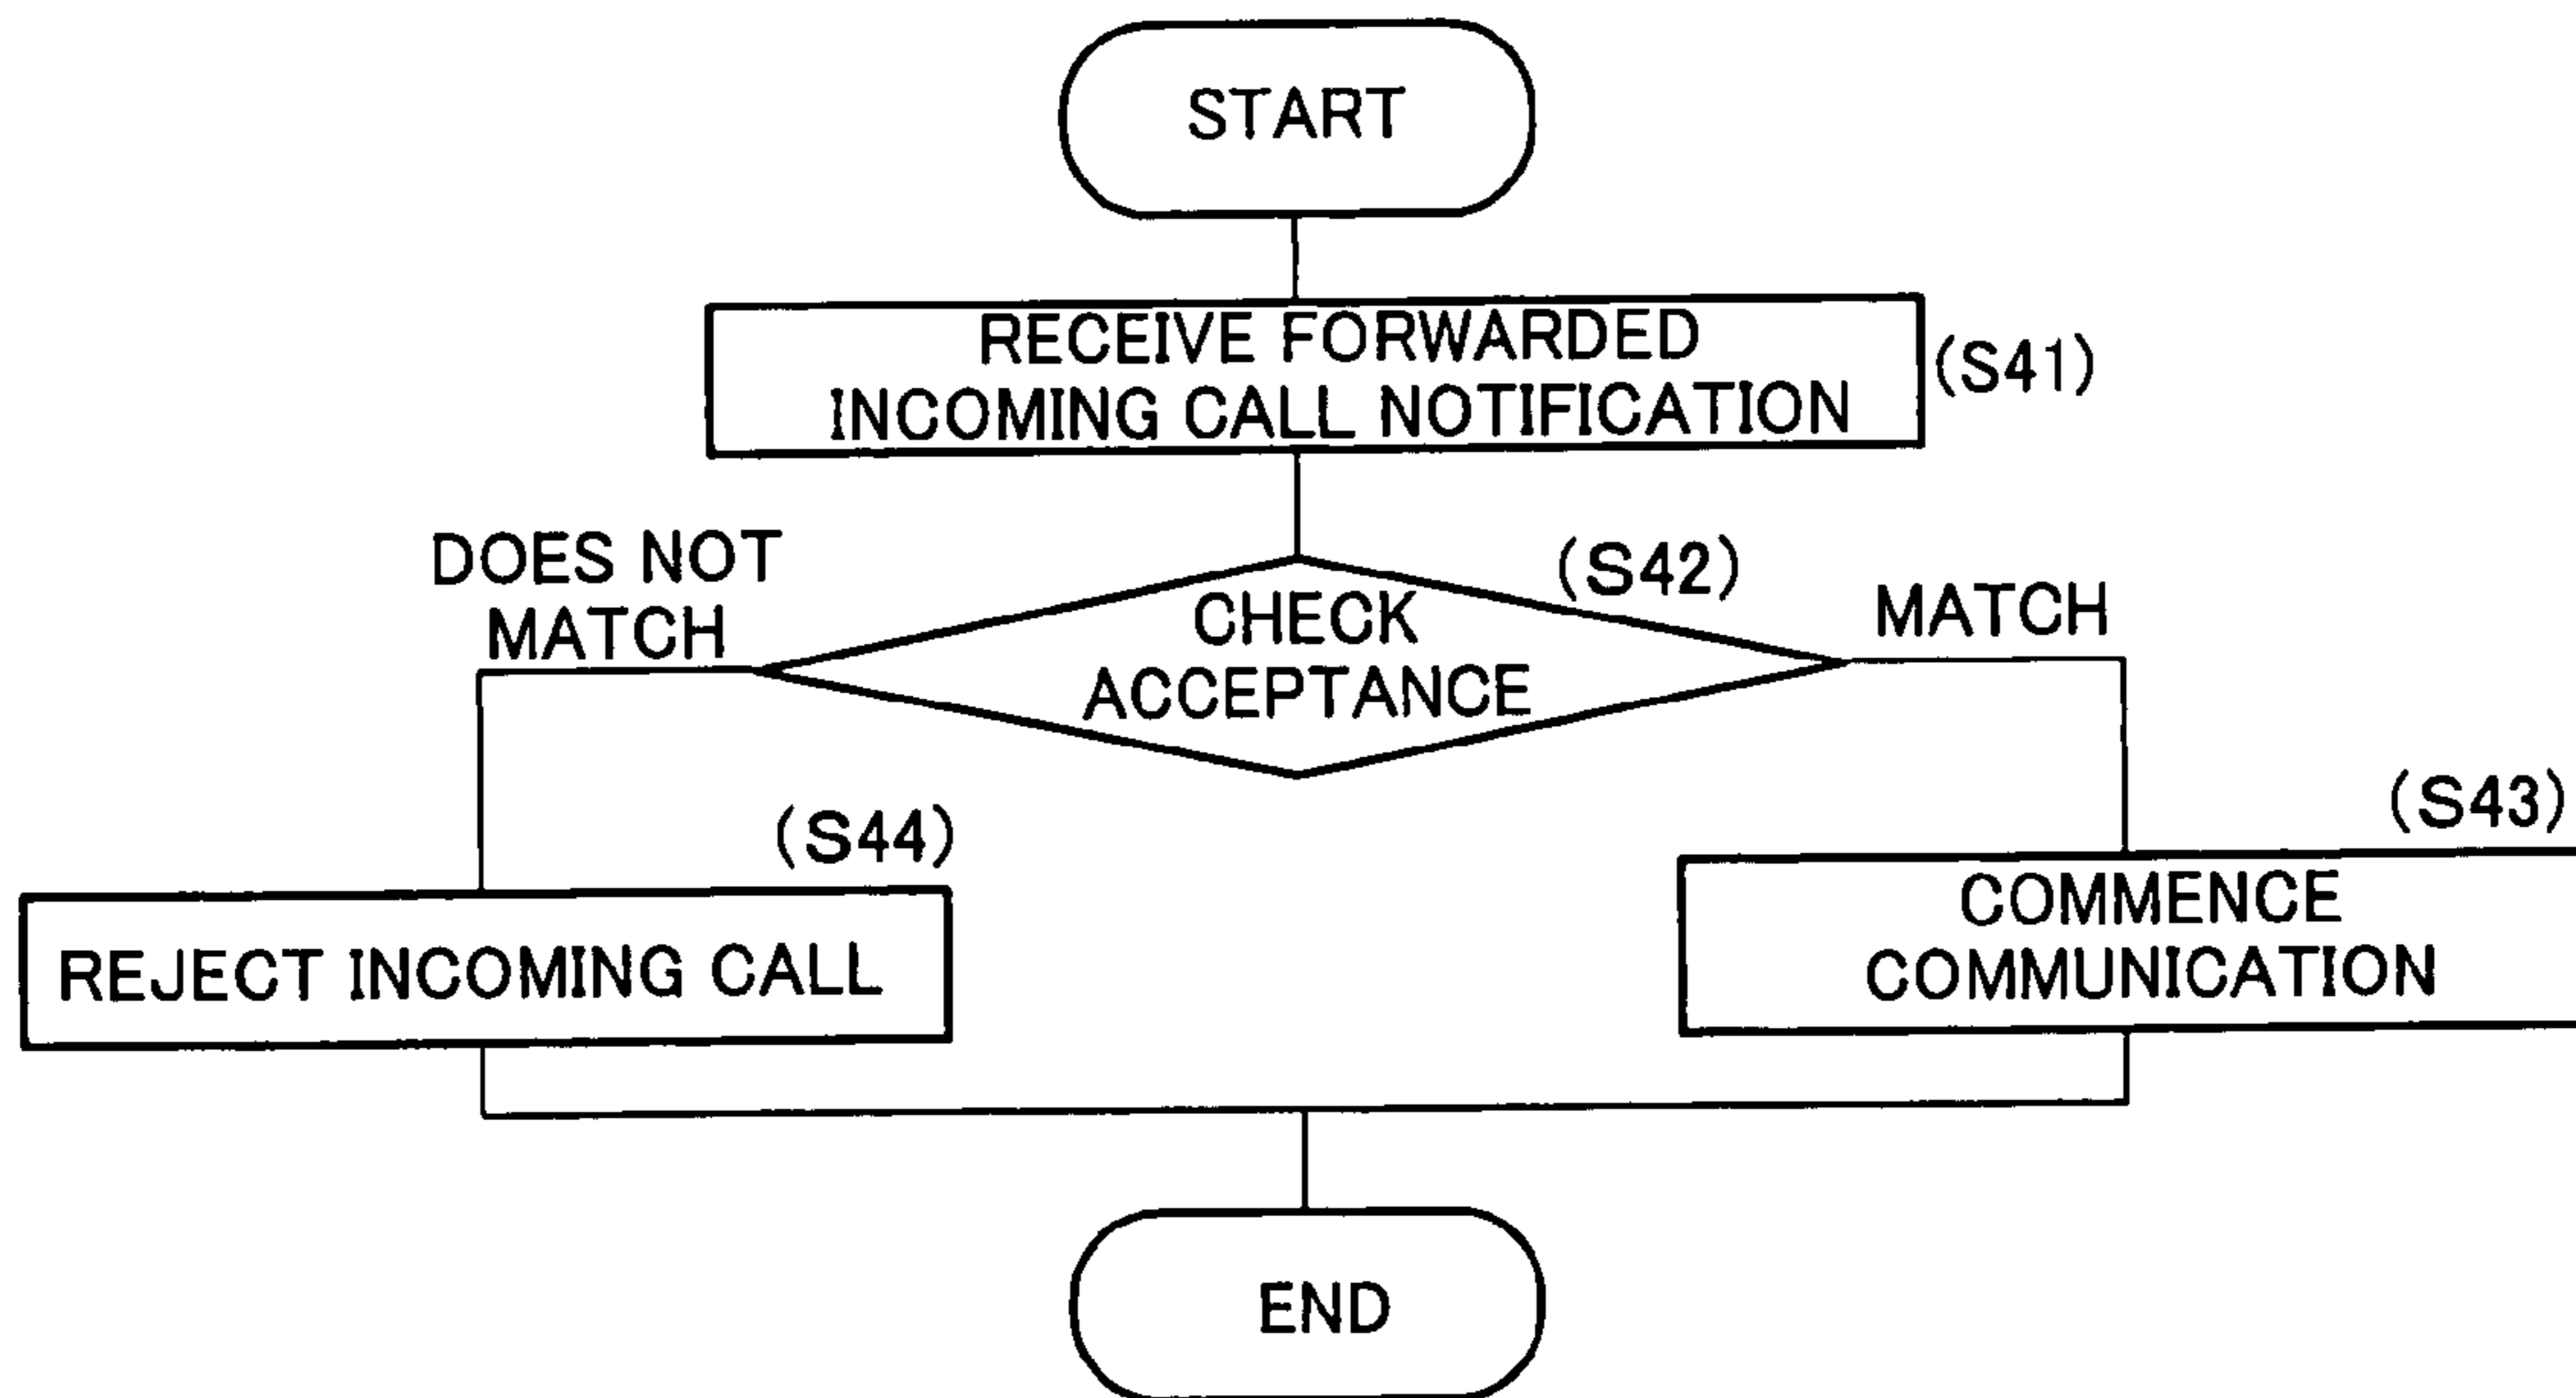 START
RECEIVE FORWARDED
INCOMING CALL NOTIFICATION
(S41)
DOES NOT
MATCH
(S42)
CHECK
ACCEPTANCE
MATCH
(S44)
REJECT INCOMING CALL
(S43)
COMMENCE
COMMUNICATION
END